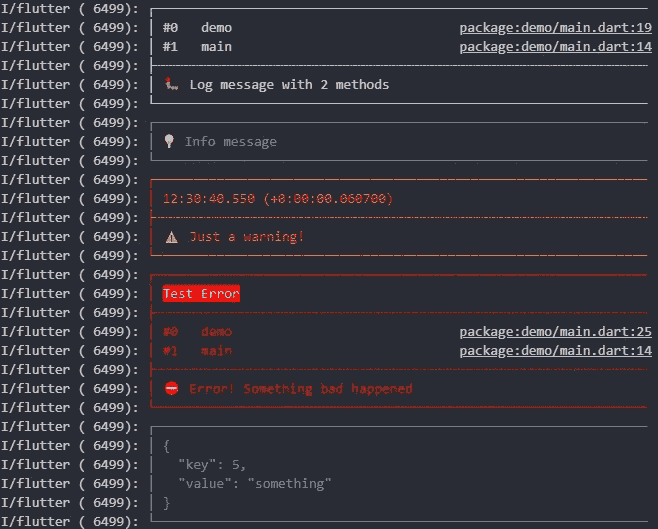 I/flutter ( 6499):
I/flutter ( 6499): #0   demo   package:demo/main.dart:19
I/flutter ( 6499): #1   main   package:demo/main.dart:14
I/flutter ( 6499):
I/flutter ( 6499): 🐛 Log message with 2 methods
I/flutter ( 6499):
I/flutter ( 6499):
I/flutter ( 6499): 💡 Info message
I/flutter ( 6499):
I/flutter ( 6499):
I/flutter ( 6499): 12:30:40.550 (+0:00:00.060700)
I/flutter ( 6499):
I/flutter ( 6499): ⚠ Just a warning!
I/flutter ( 6499):
I/flutter ( 6499):
I/flutter ( 6499): Test Error
I/flutter ( 6499):
I/flutter ( 6499): #0   demo   package:demo/main.dart:25
I/flutter ( 6499): #1   main   package:demo/main.dart:14
I/flutter ( 6499):
I/flutter ( 6499): ⛔ Error! Something bad happened
I/flutter ( 6499):
I/flutter ( 6499):
I/flutter ( 6499): {
I/flutter ( 6499):   "key": 5,
I/flutter ( 6499):   "value": "something"
I/flutter ( 6499): }
I/flutter ( 6499):